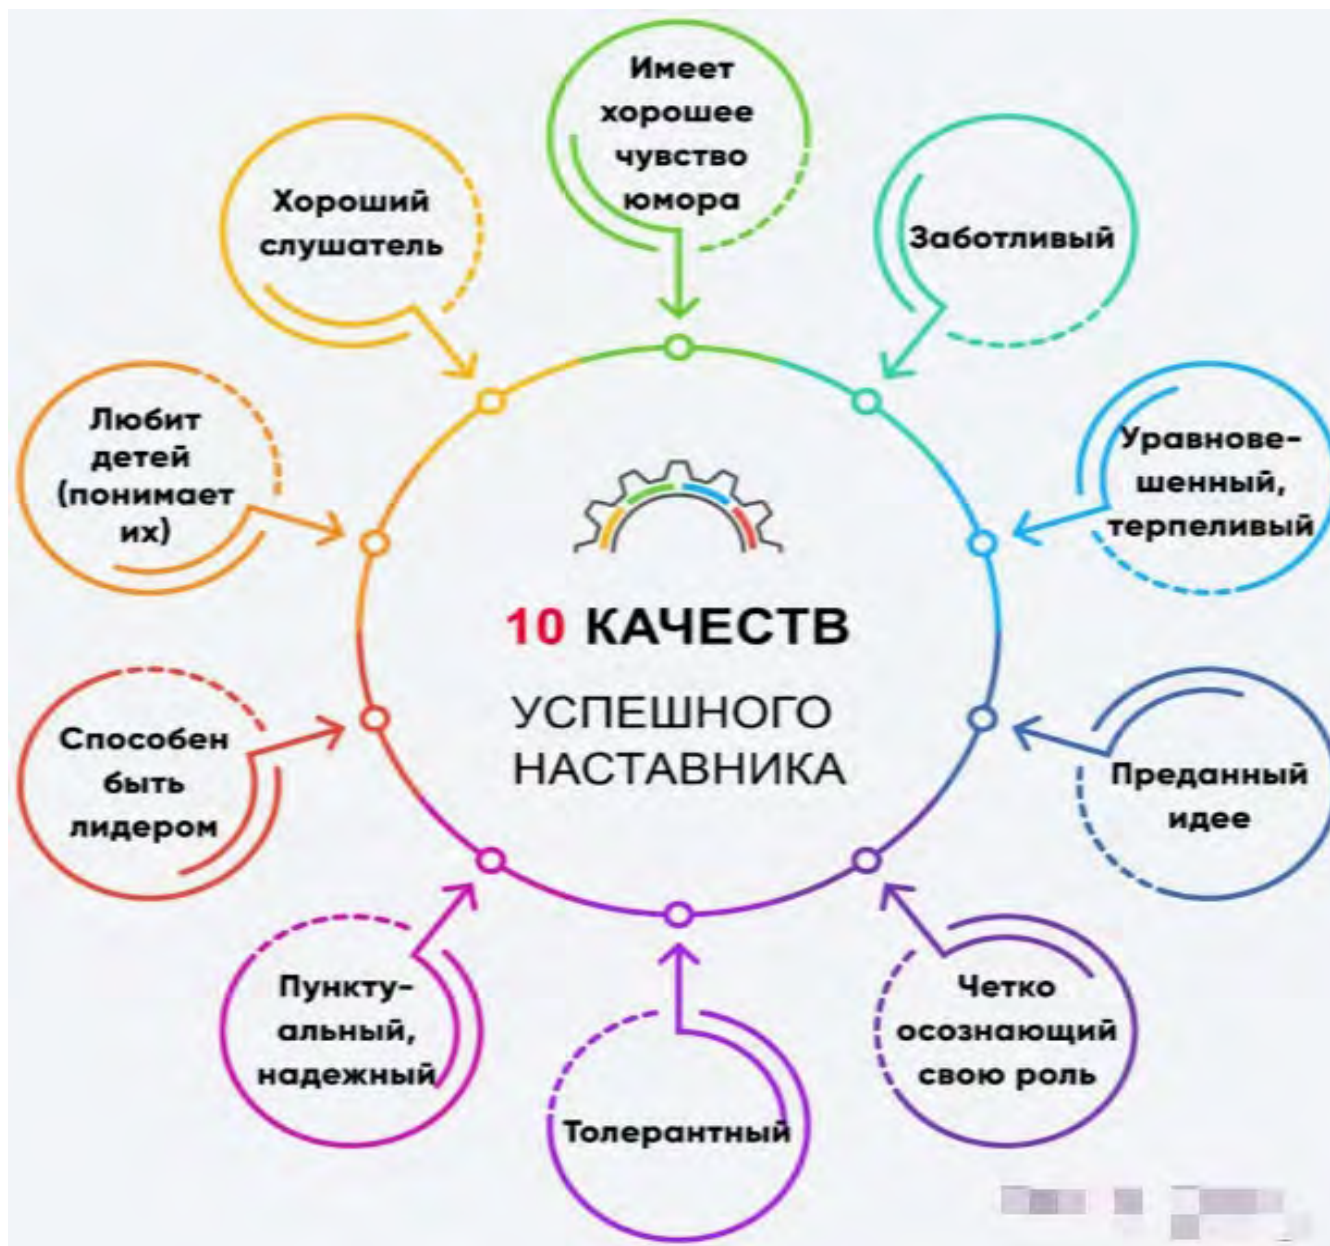 Имеет
хорошее
чувство
юмора
Заботливый
Уравнове-
шенный,
терпеливый
Преданный
идее
Четко
осознающий
свою роль
Толерантный
Пункту-
альный,
надежный
Способен
быть
лидером
Любит
детей
(понимает
их)
Хороший
слушатель
10 КАЧЕСТВ
УСПЕШНОГО
НАСТАВНИКА